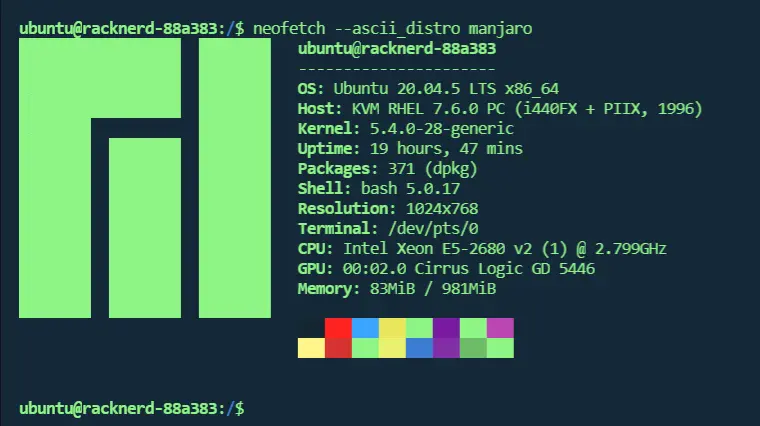 ubuntu@racknerd-88a383:/$ neofetch --ascii_distro manjaro
ubuntu@racknerd-88a383
----------------------
OS: Ubuntu 20.04.5 LTS x86_64
Host: KVM RHEL 7.6.0 PC (i440FX + PIIX, 1996)
Kernel: 5.4.0-28-generic
Uptime: 19 hours, 47 mins
Packages: 371 (dpkg)
Shell: bash 5.0.17
Resolution: 1024x768
Terminal: /dev/pts/0
CPU: Intel Xeon E5-2680 v2 (1) @ 2.799GHz
GPU: 00:02.0 Cirrus Logic GD 5446
Memory: 83MiB / 981MiB
ubuntu@racknerd-88a383:/$